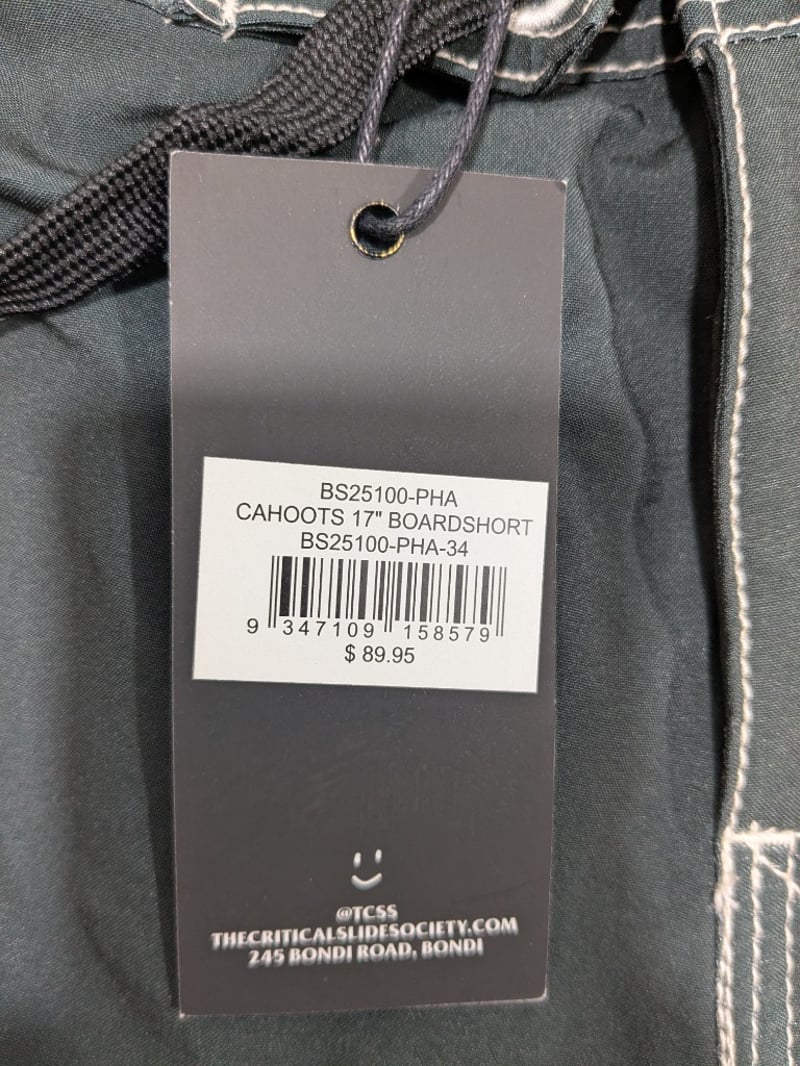 BS25100-PHA
CAHOOTS 17" BOARDSHORT
BS25100-PHA-34
9 347109 158579
$ 89.95
@TCSS
THECRITICALSLIDESOCIETY.COM
245 BONDI ROAD, BONDI